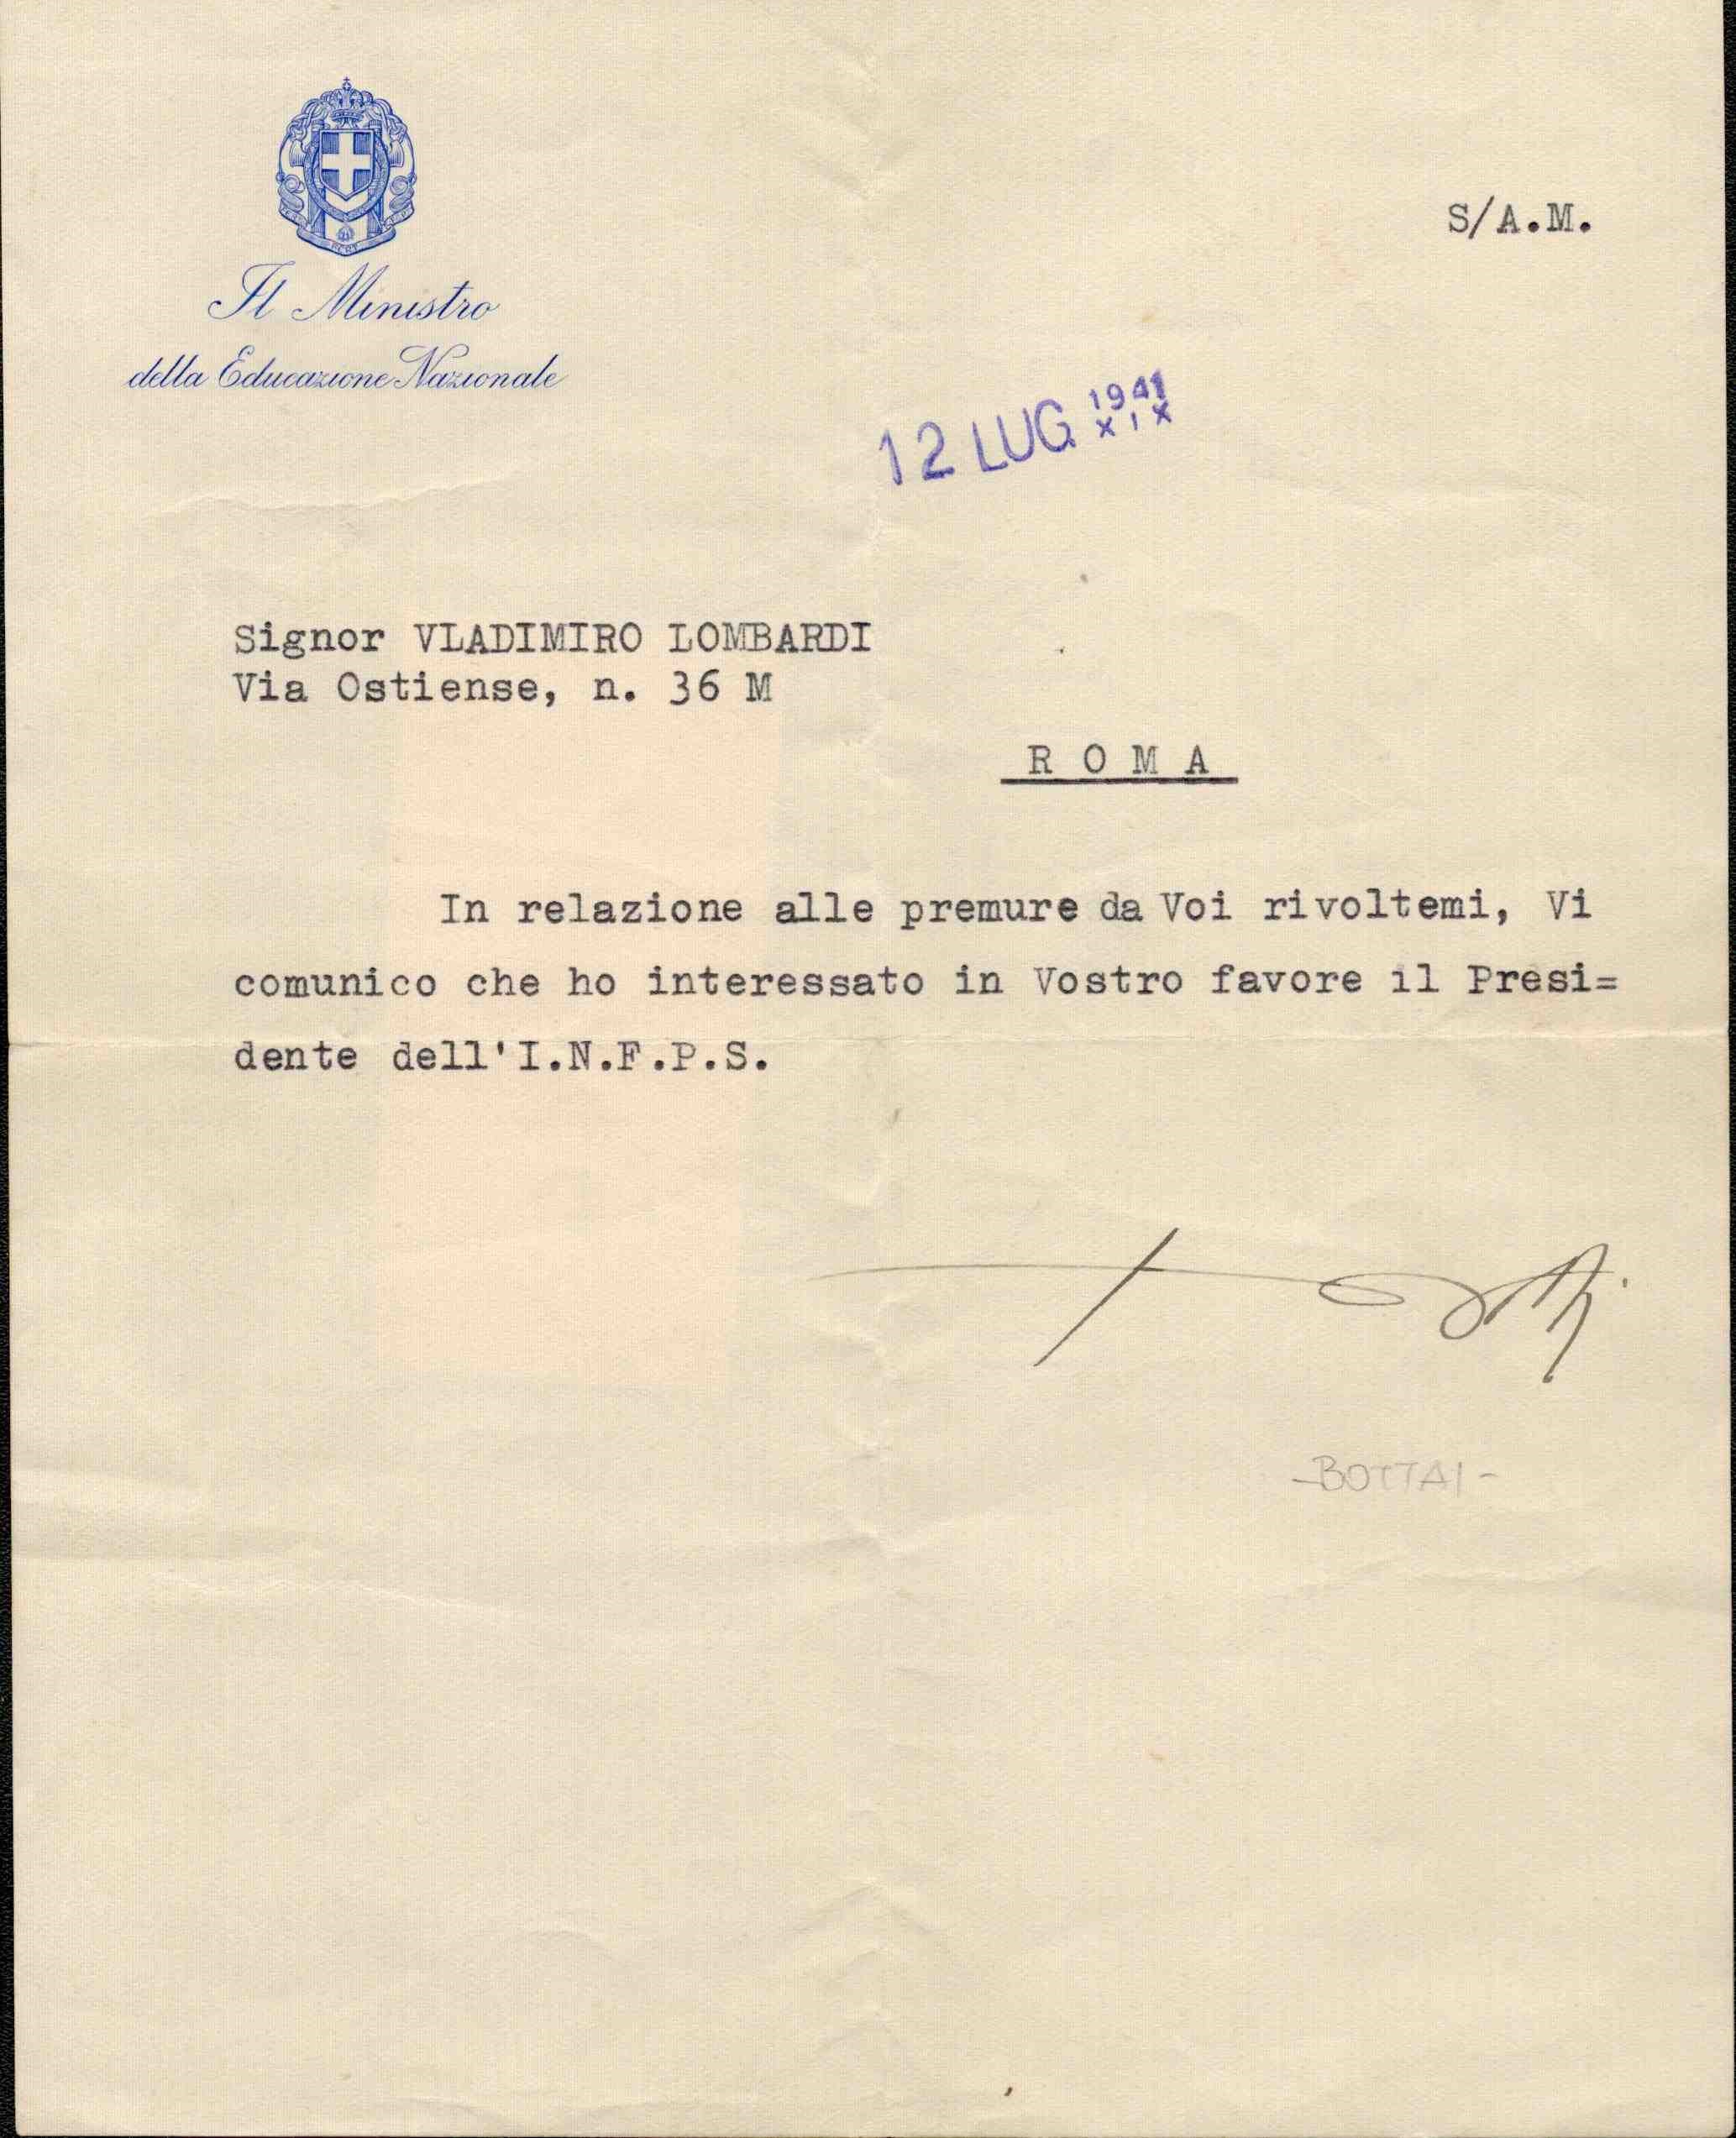 S/A.M.
Il Ministro
della Educazione Nazionale
12 LUG 1941
XIX
Signor VLADIMIRO LOMBARDI
Via Ostiense, n. 36 M
R O M A
In relazione alle premure da Voi rivoltemi, Vi
comunico che ho interessato in Vostro favore il Presi=
dente dell'I.N.F.P.S.
-BOTTAI-